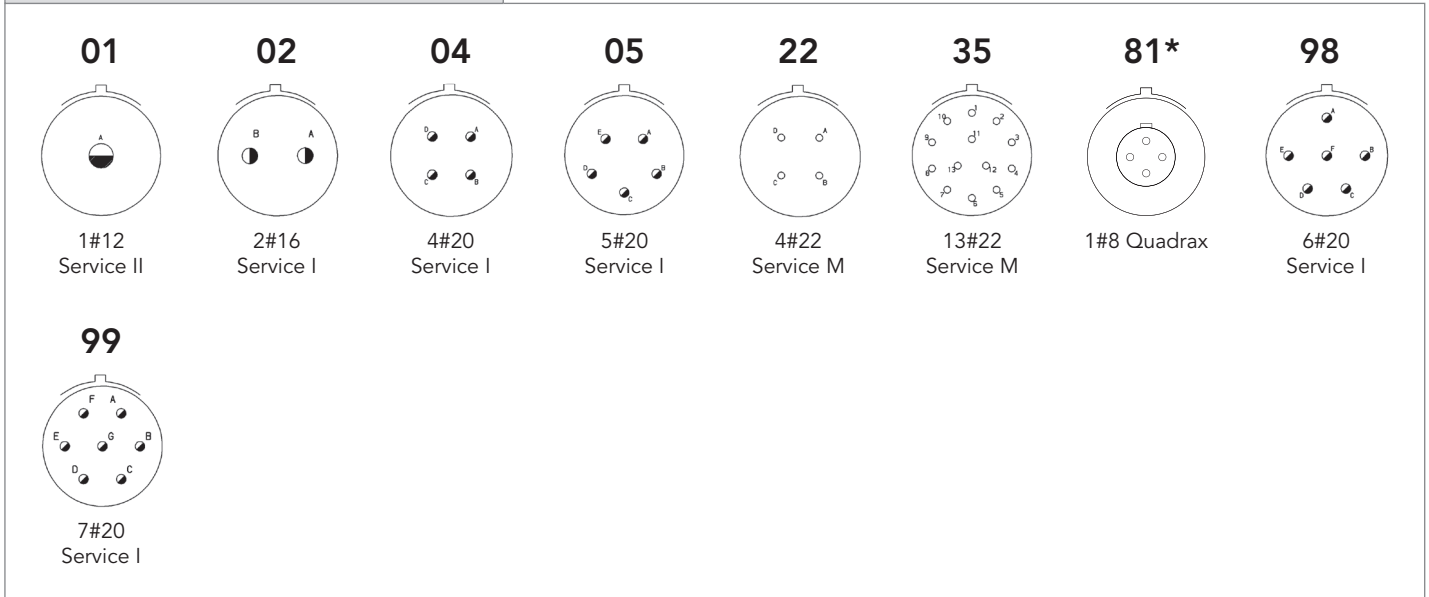 01 02 04 05 22 35 81* 98
A
B A
D A
C B
E A
D B
C
D A
C B
1
10 2
9 11 3
8 13 12 4
7 5
6
A
E F B
D C
1#12 2#16 4#20 5#20 4#22 13#22 1#8 Quadrax 6#20
Service II Service I Service I Service I Service M Service M Service I
99
F A
E G B
D C
7#20
Service I